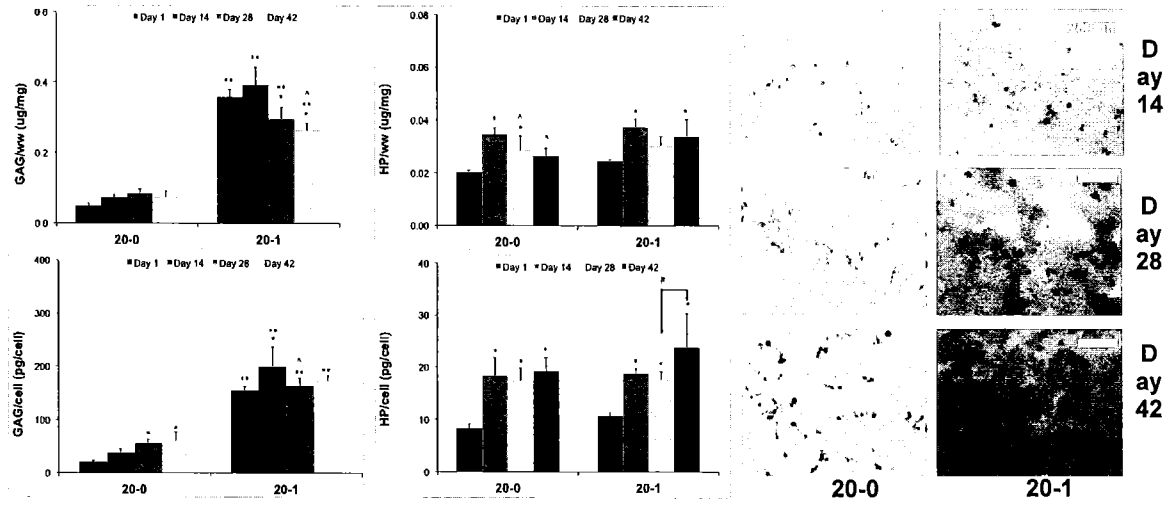 Day 1 Day 14 Day 28 Day 42
GAG/ww (ug/mg)
0.6
0.4
0.2
0.0
20-0 20-1
Day 1 Day 14 Day 28 Day 42
HP/ww (ug/mg)
0.08
0.06
0.04
0.02
0.00
20-0 20-1
Day 1 Day 14 Day 28 Day 42
GAG/cell (pg/cell)
400
300
200
100
0
20-0 20-1
Day 1 Day 14 Day 28 Day 42
HP/cell (pg/cell)
40
30
20
10
0
#
20-0 20-1
D
ay
14
D
ay
28
D
ay
42
20-0 20-1